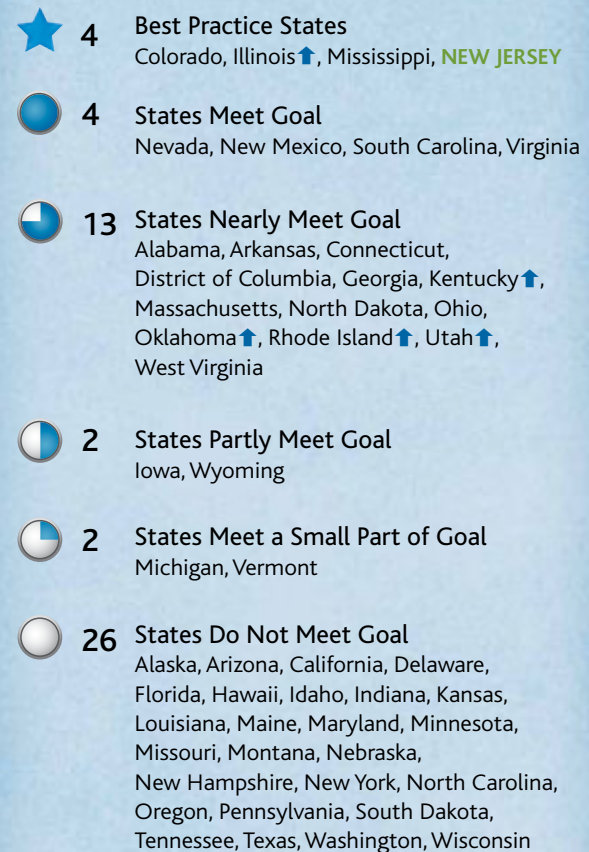 4 Best Practice States
Colorado, Illinois⬆, Mississippi, NEW JERSEY
4 States Meet Goal
Nevada, New Mexico, South Carolina, Virginia
13 States Nearly Meet Goal
Alabama, Arkansas, Connecticut,
District of Columbia, Georgia, Kentucky⬆,
Massachusetts, North Dakota, Ohio,
Oklahoma⬆, Rhode Island⬆, Utah⬆,
West Virginia
2 States Partly Meet Goal
Iowa, Wyoming
2 States Meet a Small Part of Goal
Michigan, Vermont
26 States Do Not Meet Goal
Alaska, Arizona, California, Delaware,
Florida, Hawaii, Idaho, Indiana, Kansas,
Louisiana, Maine, Maryland, Minnesota,
Missouri, Montana, Nebraska,
New Hampshire, New York, North Carolina,
Oregon, Pennsylvania, South Dakota,
Tennessee, Texas, Washington, Wisconsin